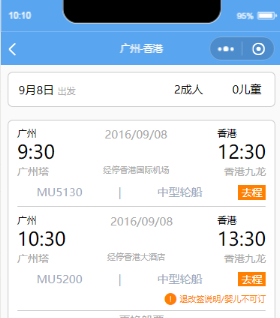 10:10 96%
广州-香港
9月8日 出发 2成人 0儿童
广州 2016/09/08 香港
9:30 12:30
广州塔 经停香港国际机场 香港九龙
MU5130 | 中型轮船 去程
广州 2016/09/08 香港
10:30 13:30
广州塔 经停香港大酒店 香港九龙
MU5200 | 中型轮船 去程
! 退改签说明/婴儿不可订